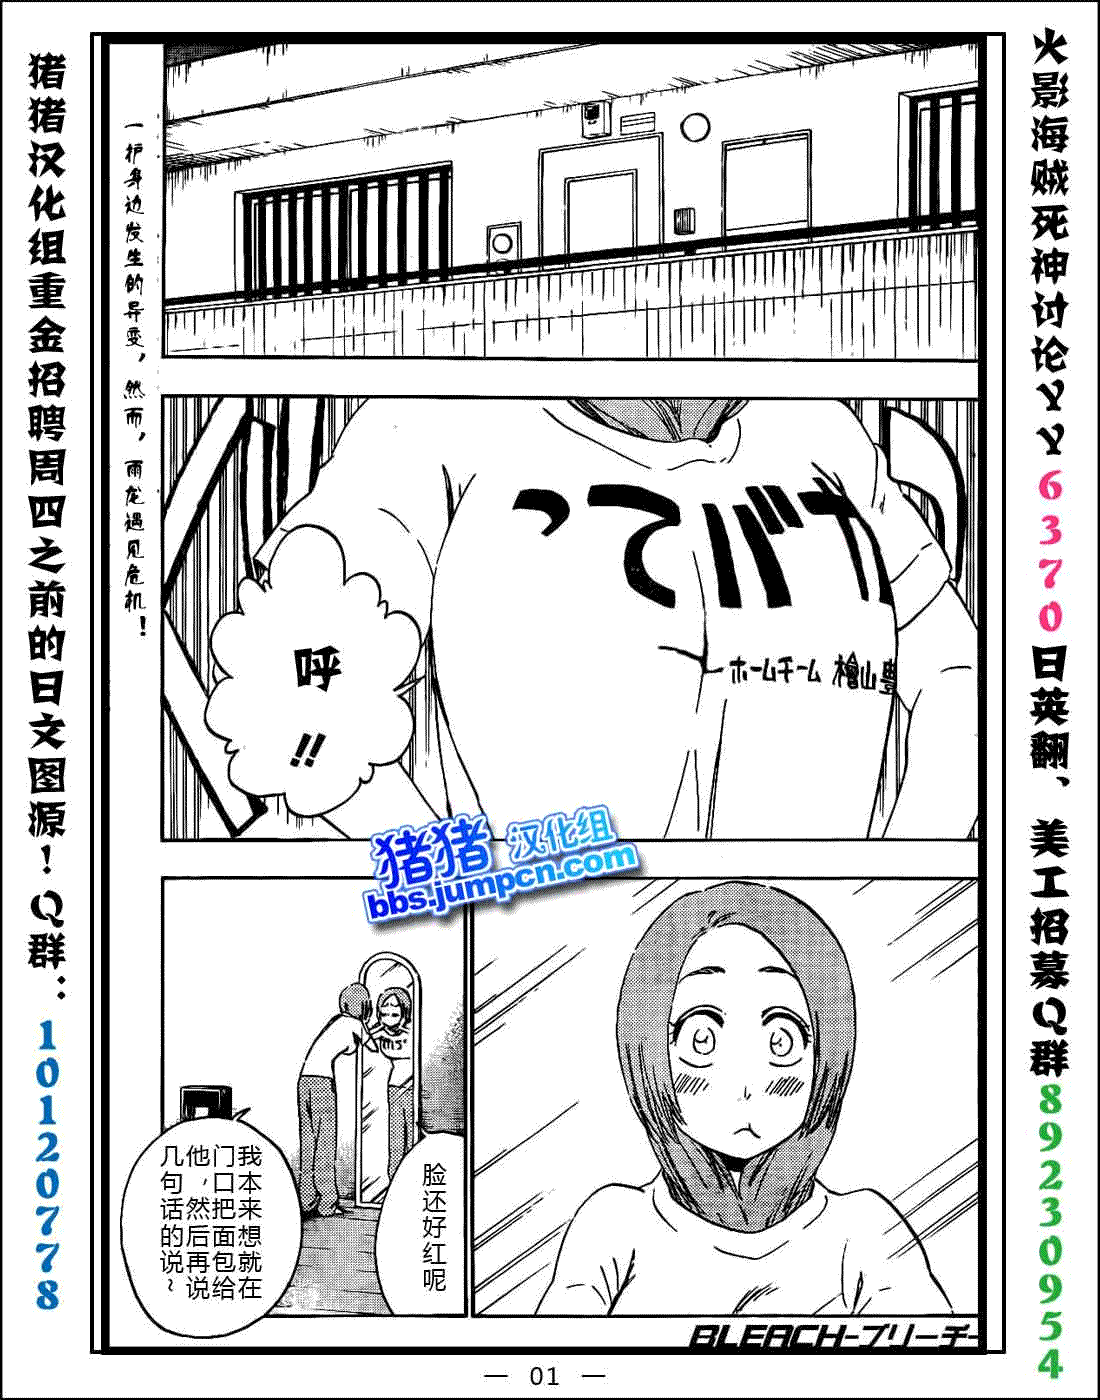 火影海贼死神讨论YY6370日英翻、美工招募Q群892230954
一护身边发生的异变，然而，雨龙遇见危机！
猪猪汉化组重金招聘周四之前的日文图源！Q群：101220778
ってバカ
ホームチーム 檜山豊
呼!!
猪猪汉化组
bbs.jumpcn.com
脸还好红呢
我本来想就在
门口把面包给
他，然后再说
几句话的说~
BLEACH-ブリーチ-
— 01 —